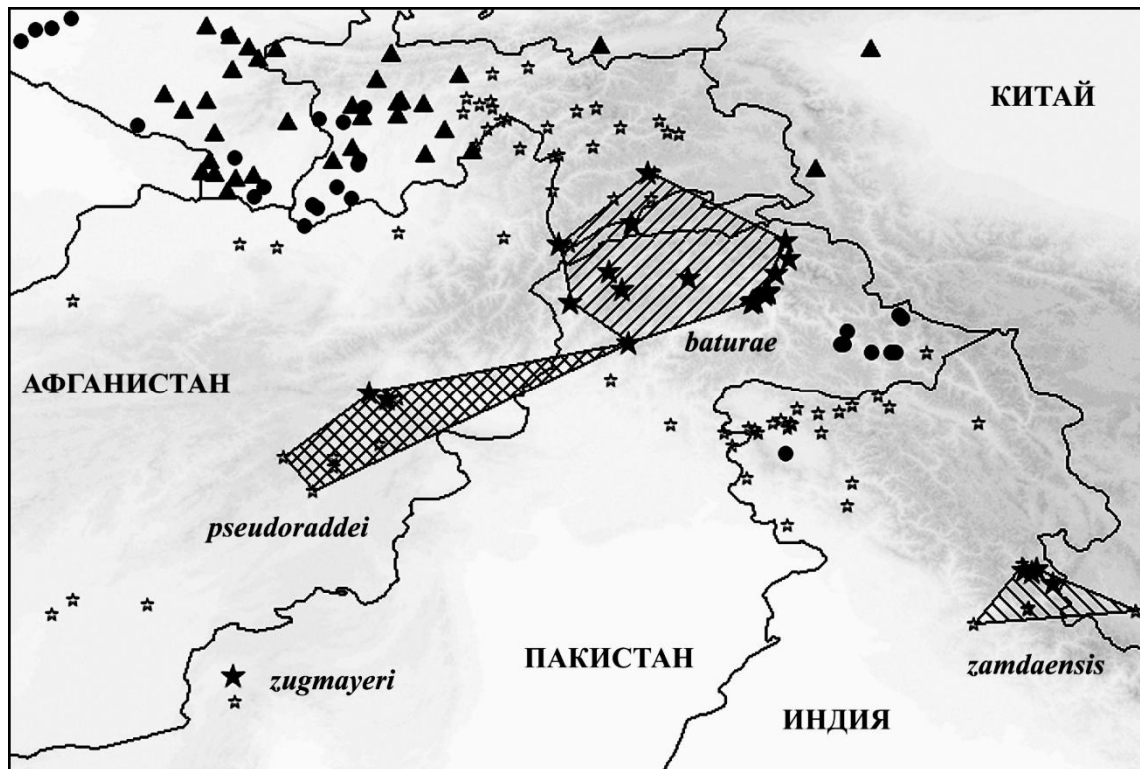 КИТАЙ
baturae
АФГАНИСТАН
pseudoraddei
ПАКИСТАН
zamdaensis
zugmayeri
ИНДИЯ